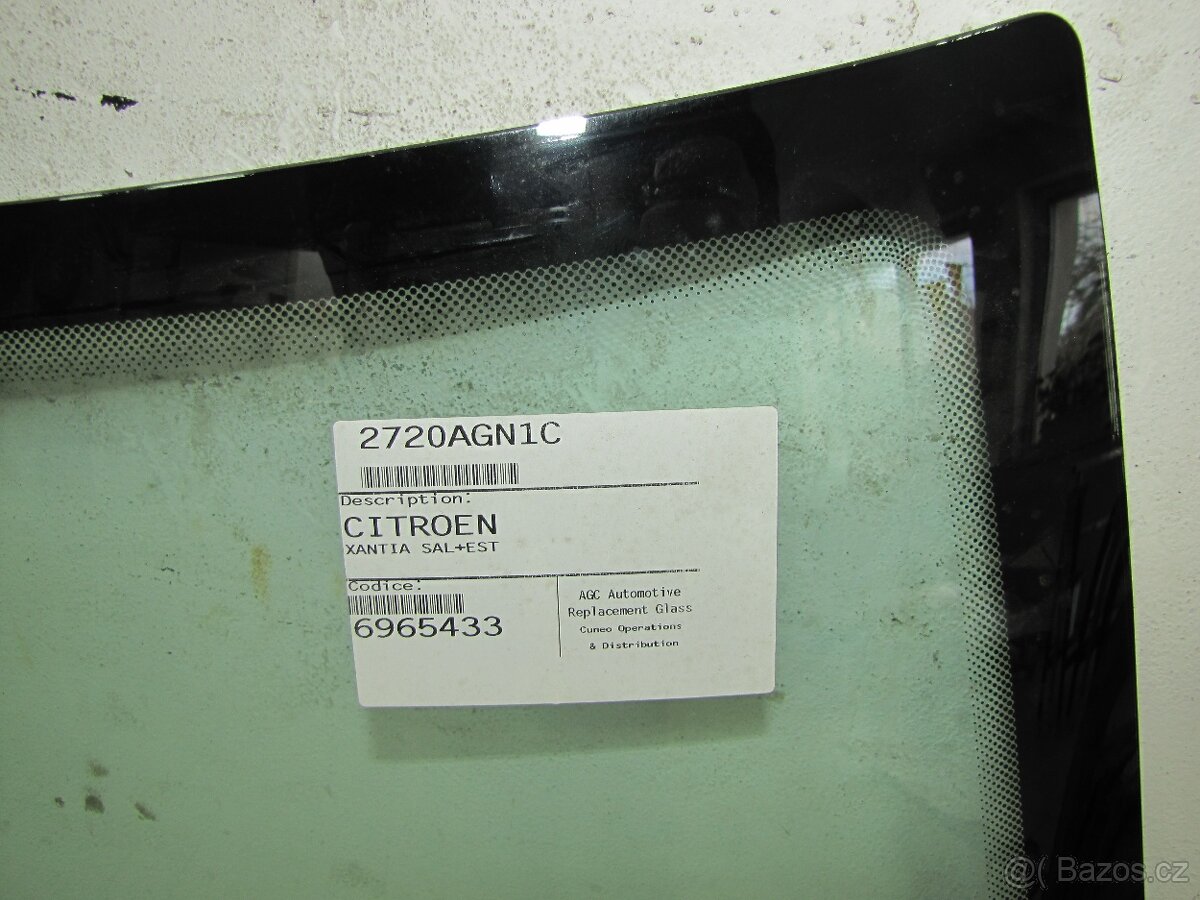 2720AGN1C
Description:
CITROEN
XANTIA SAL+EST
Codice:
6965433
AGC Automotive
Replacement Glass
Cuneo Operations
& Distribution
@( Bazos.cz